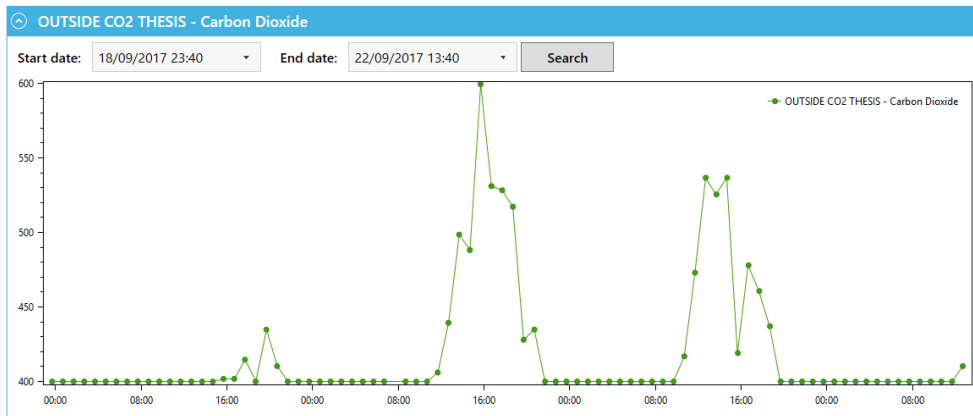 OUTSIDE CO2 THESIS - Carbon Dioxide
Start date: 18/09/2017 23:40 End date: 22/09/2017 13:40 Search
OUTSIDE CO2 THESIS - Carbon Dioxide
600
550
500
450
400
00:00 08:00 16:00 00:00 08:00 16:00 00:00 08:00 16:00 00:00 08:00